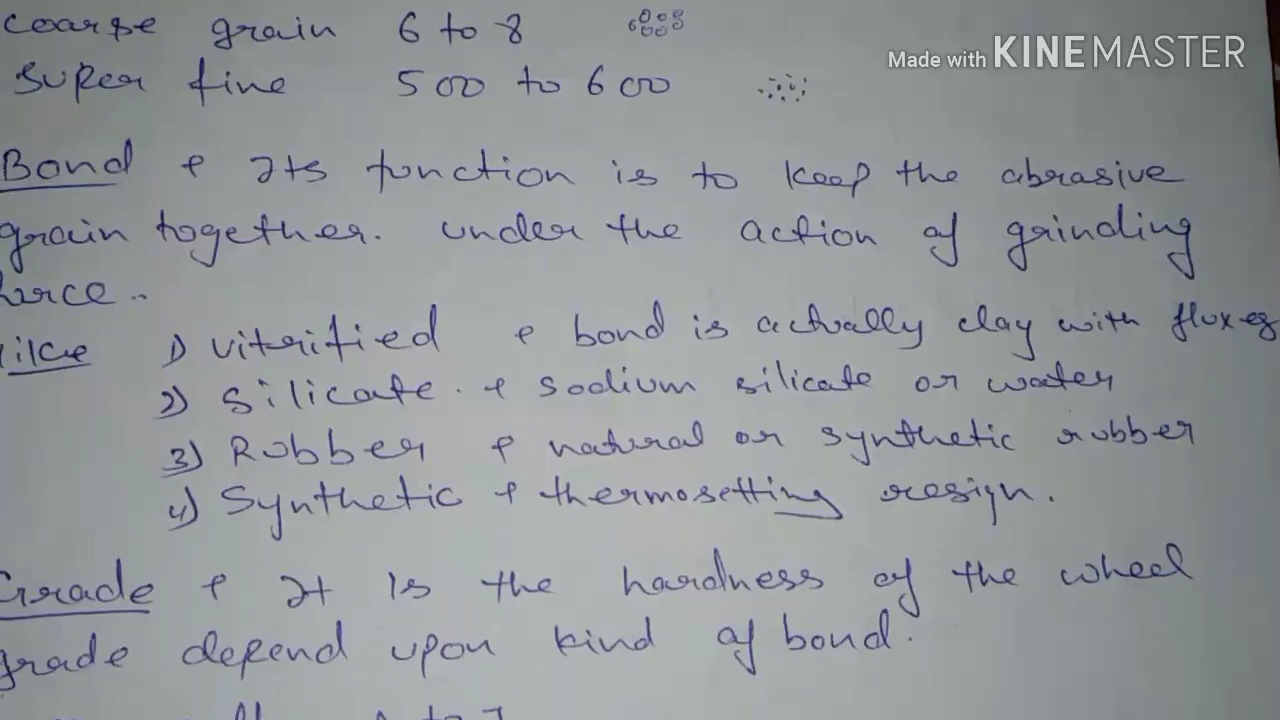 coarse grain 6 to 8
Made with KINEMASTER
super fine 500 to 600
Bond → Its function is to keep the abrasive
grain together. under the action of grinding
force..
like 1) vitrified → bond is actually clay with fluxes
2) Silicate. → sodium silicate or water
3) Rubber → natural or synthetic rubber
4) Synthetic → thermosetting resign.
Grade → It is the hardness of the wheel
grade depend upon kind of bond.